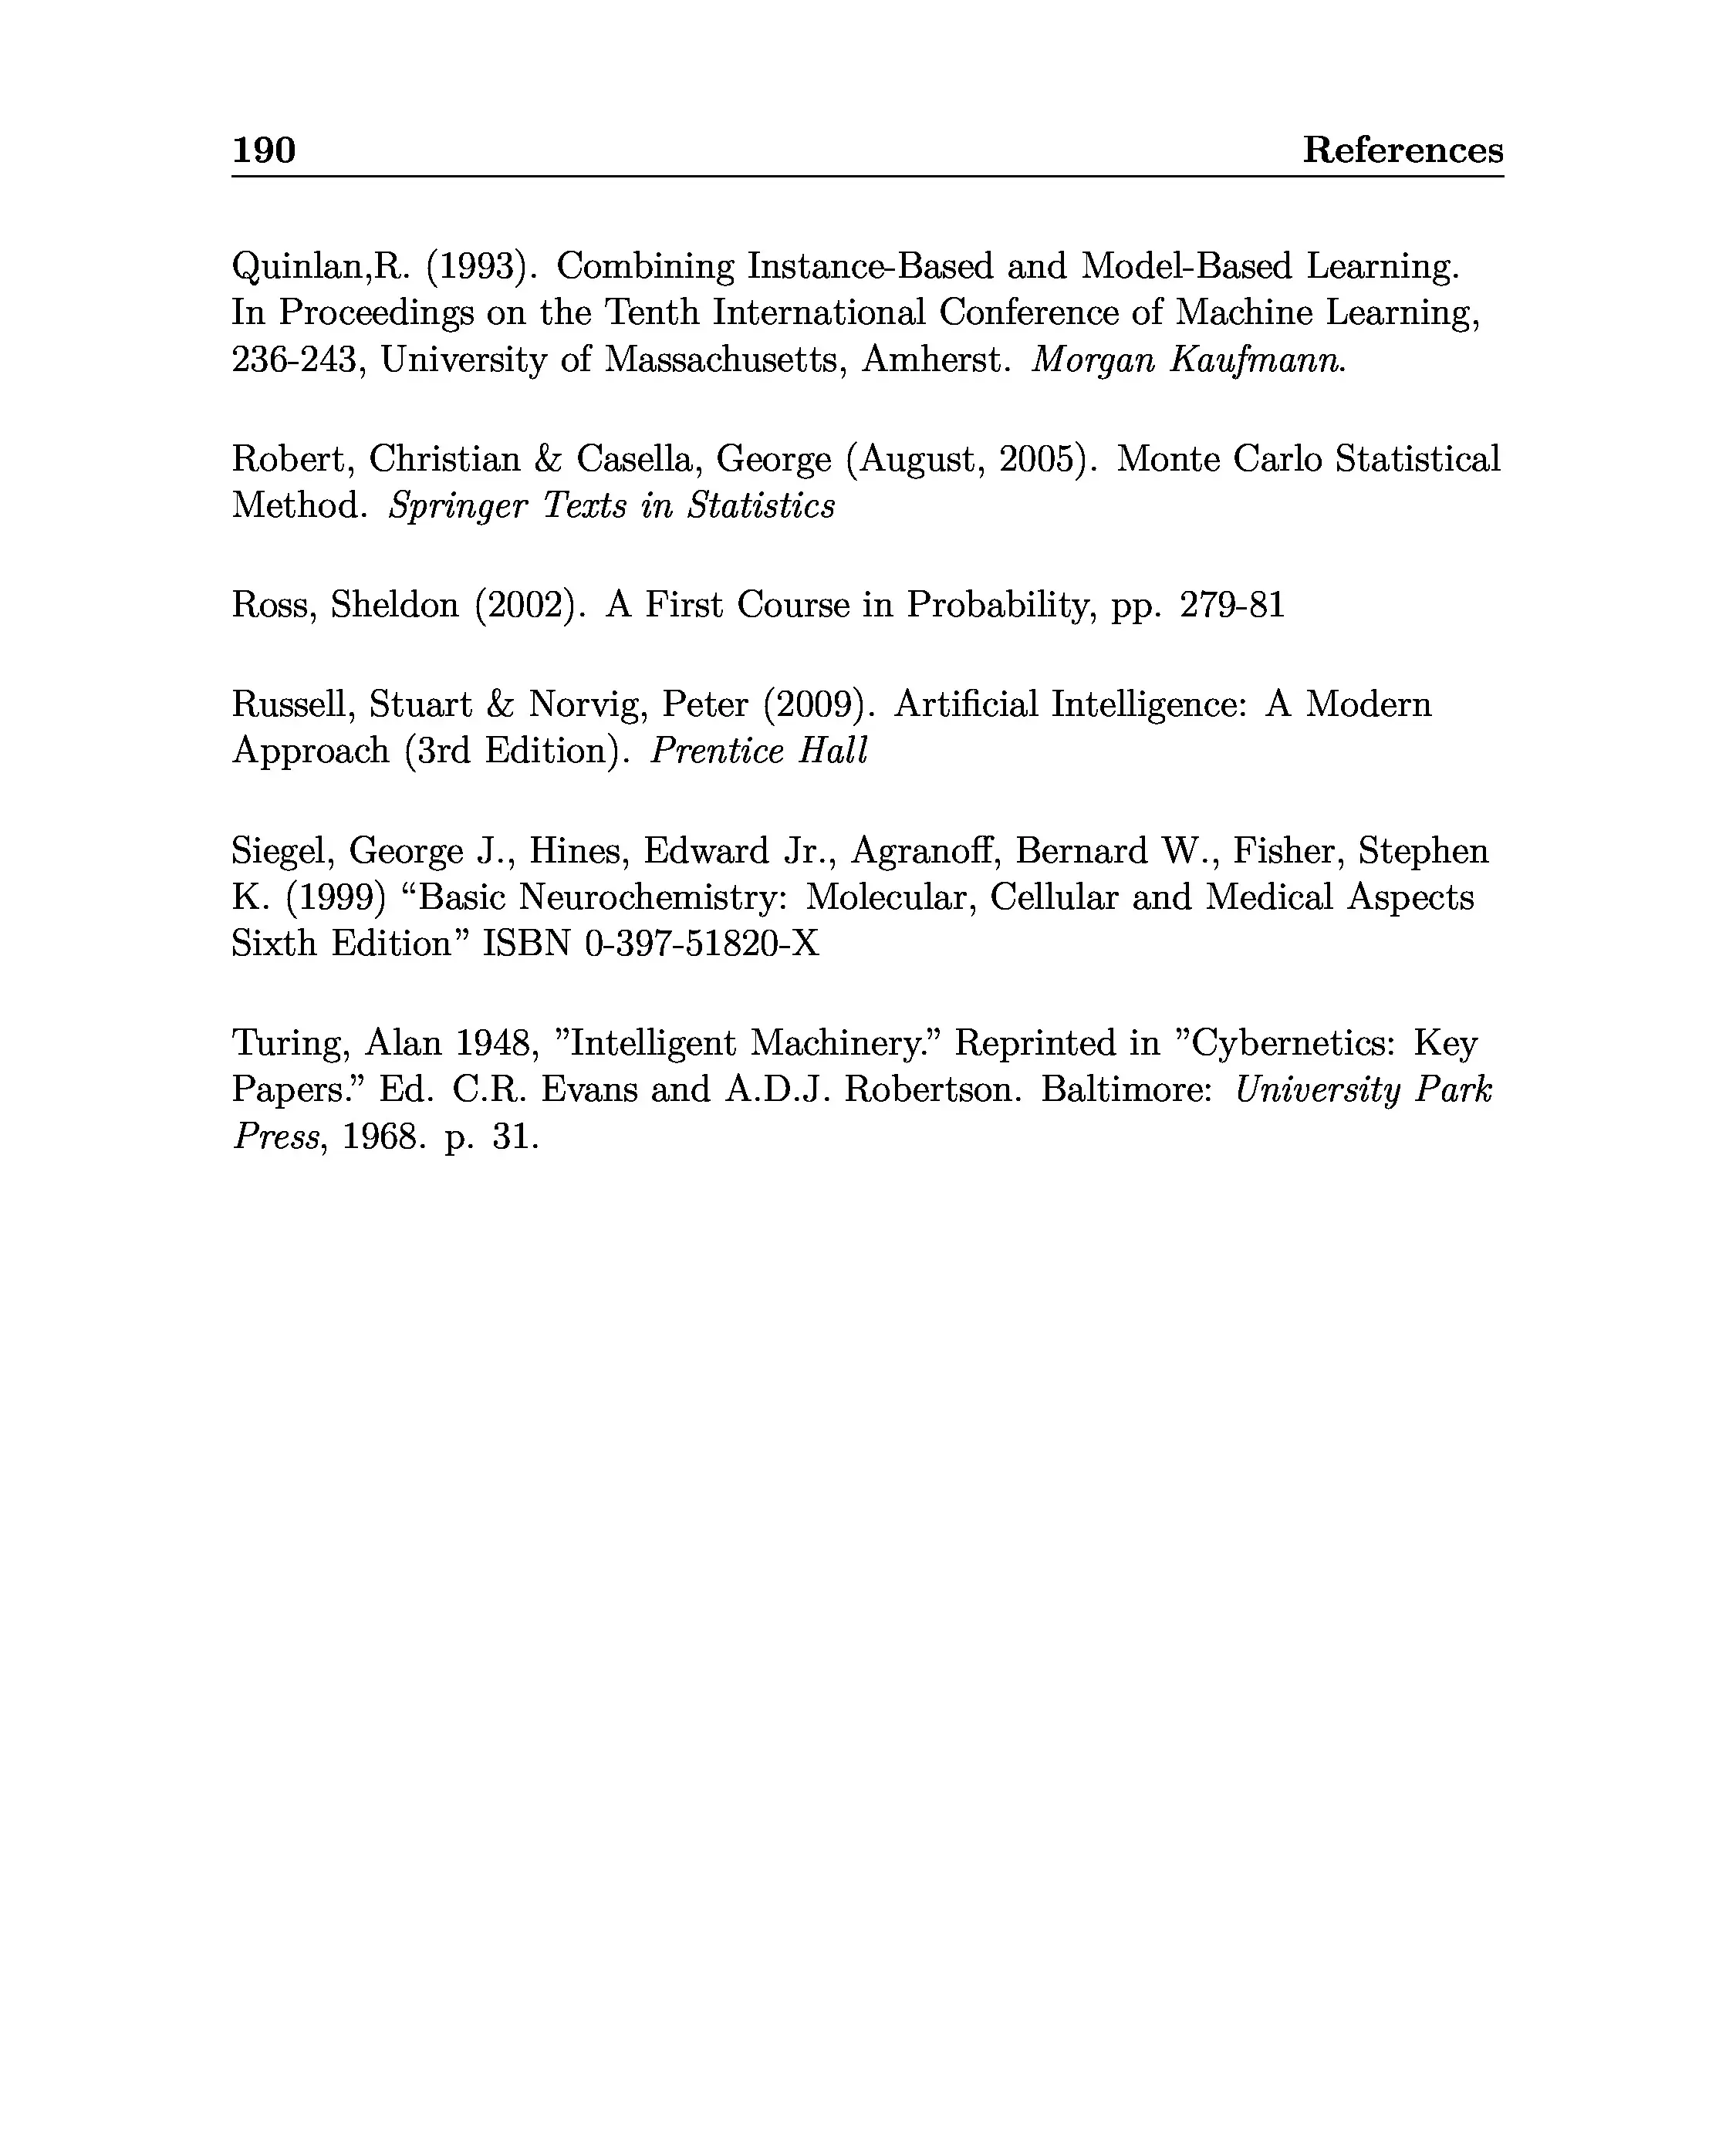 190 References
Quinlan,R. (1993). Combining Instance-Based and Model-Based Learning.
In Proceedings on the Tenth International Conference of Machine Learning,
236-243, University of Massachusetts, Amherst. Morgan Kaufmann.
Robert, Christian & Casella, George (August, 2005). Monte Carlo Statistical
Method. Springer Texts in Statistics
Ross, Sheldon (2002). A First Course in Probability, pp. 279-81
Russell, Stuart & Norvig, Peter (2009). Artificial Intelligence: A Modern
Approach (3rd Edition). Prentice Hall
Siegel, George J., Hines, Edward Jr., Agranoff, Bernard W., Fisher, Stephen
K. (1999) “Basic Neurochemistry: Molecular, Cellular and Medical Aspects
Sixth Edition” ISBN 0-397-51820-X
Turing, Alan 1948, ”Intelligent Machinery.” Reprinted in ”Cybernetics: Key
Papers.” Ed. C.R. Evans and A.D.J. Robertson. Baltimore: University Park
Press, 1968. p. 31.